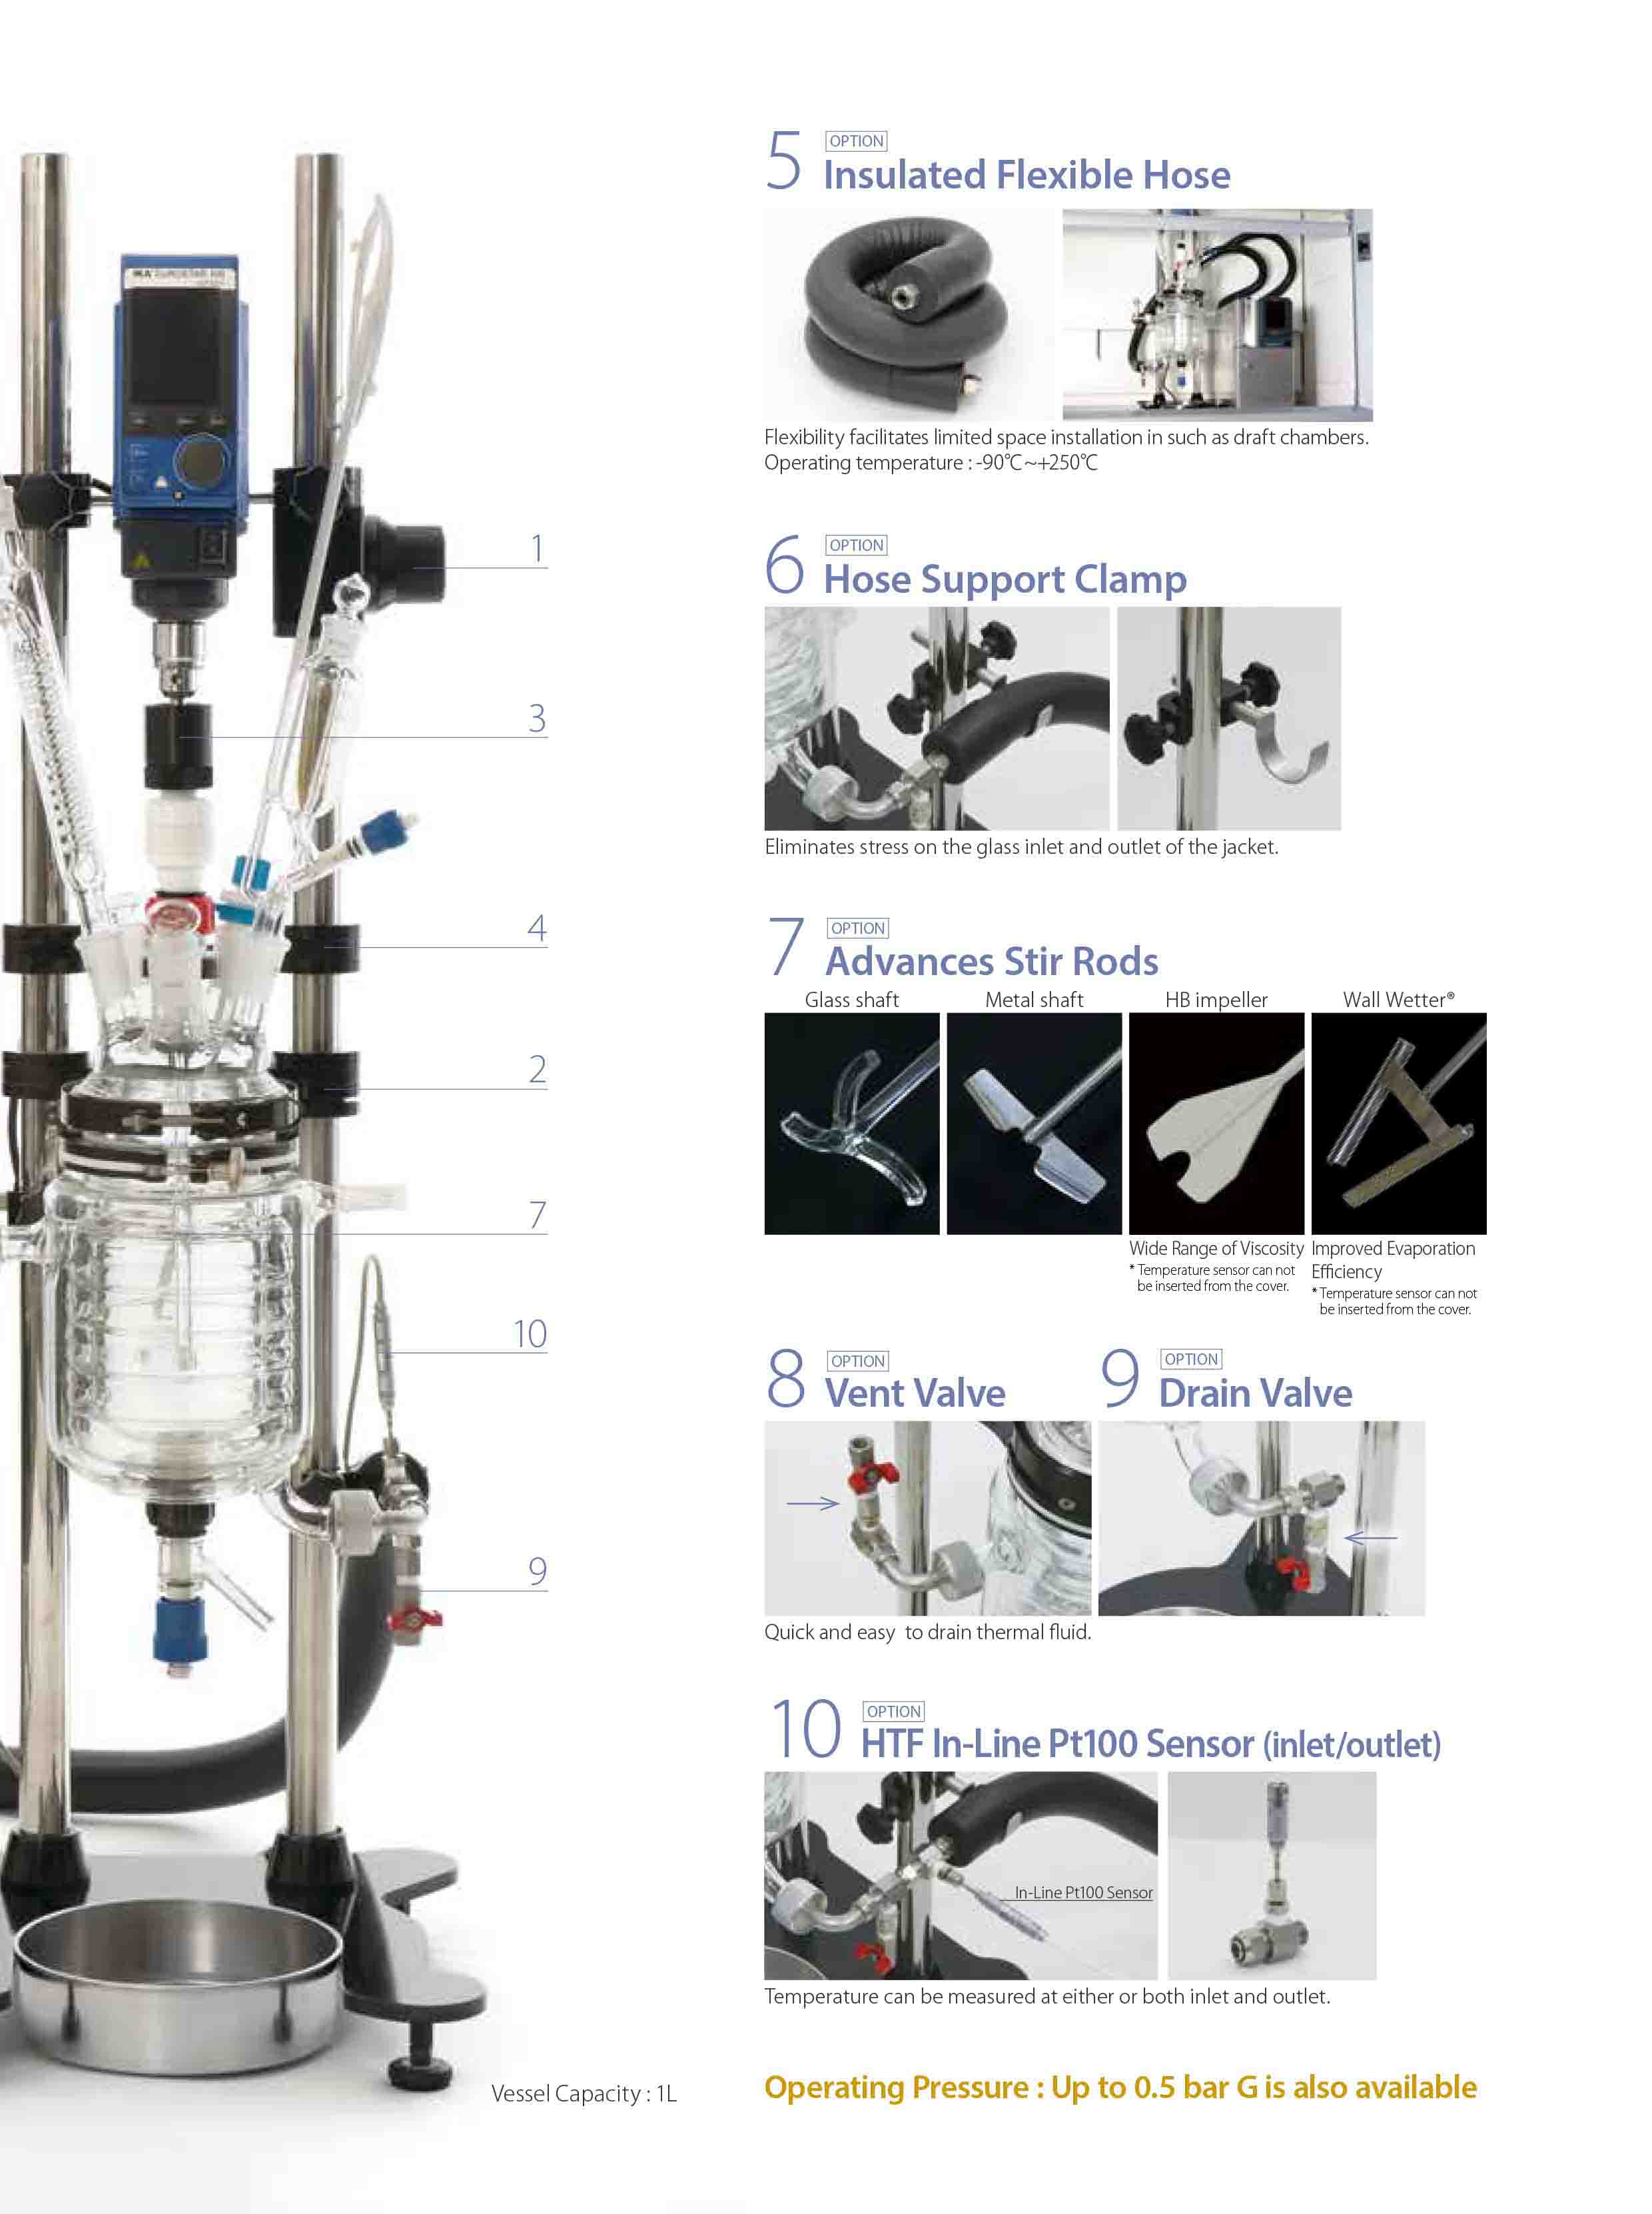 5 OPTION
Insulated Flexible Hose
Flexibility facilitates limited space installation in such as draft chambers.
Operating temperature : -90℃~+250℃
6 OPTION
Hose Support Clamp
Eliminates stress on the glass inlet and outlet of the jacket.
7 OPTION
Advances Stir Rods
Glass shaft
Metal shaft
HB impeller
Wall Wetter®
Wide Range of Viscosity
* Temperature sensor can not
be inserted from the cover.
Improved Evaporation
Efficiency
* Temperature sensor can not
be inserted from the cover.
8 OPTION
Vent Valve
9 OPTION
Drain Valve
Quick and easy to drain thermal fluid.
10 OPTION
HTF In-Line Pt100 Sensor (inlet/outlet)
In-Line Pt100 Sensor
Temperature can be measured at either or both inlet and outlet.
Operating Pressure : Up to 0.5 bar G is also available
IKA
1
3
4
2
7
10
9
Vessel Capacity : 1L